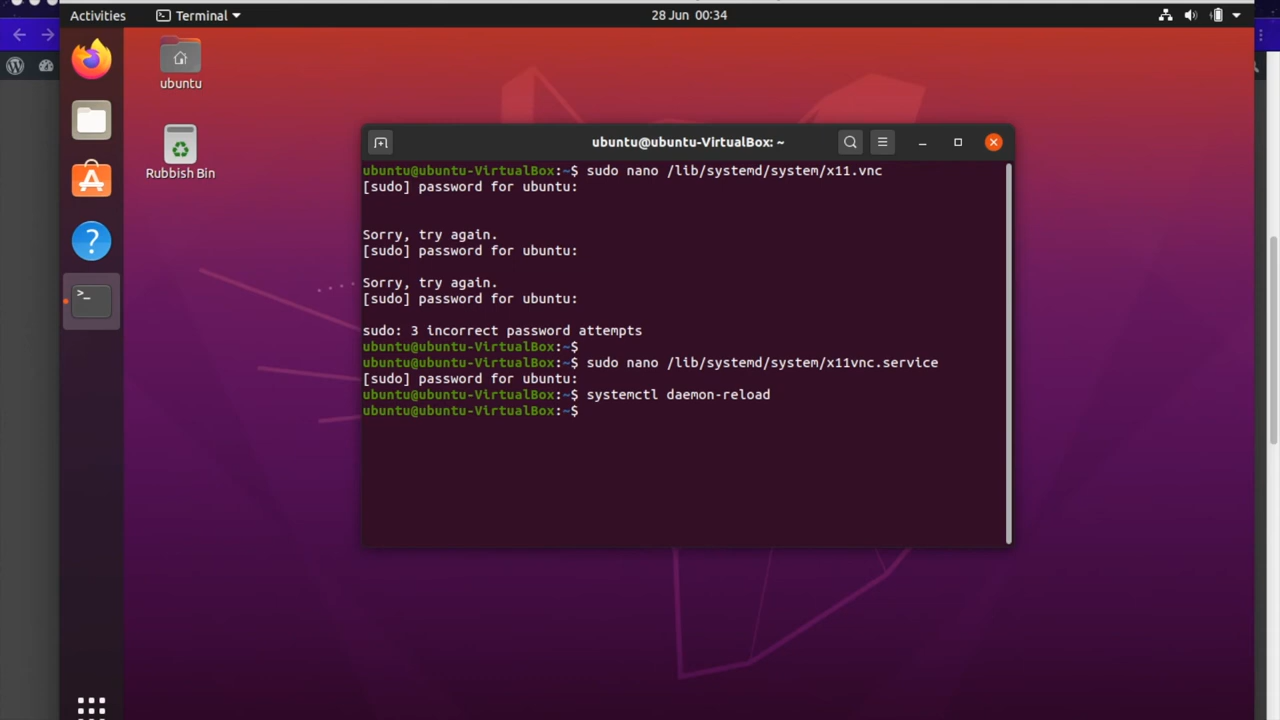 Activities
Terminal
28 Jun 00:34
ubuntu
Rubbish Bin
ubuntu@ubuntu-VirtualBox: ~
ubuntu@ubuntu-VirtualBox:~$ sudo nano /lib/systemd/system/x11.vnc
[sudo] password for ubuntu:
Sorry, try again.
[sudo] password for ubuntu:
Sorry, try again.
[sudo] password for ubuntu:
sudo: 3 incorrect password attempts
ubuntu@ubuntu-VirtualBox:~$
ubuntu@ubuntu-VirtualBox:~$ sudo nano /lib/systemd/system/x11vnc.service
[sudo] password for ubuntu:
ubuntu@ubuntu-VirtualBox:~$ systemctl daemon-reload
ubuntu@ubuntu-VirtualBox:~$